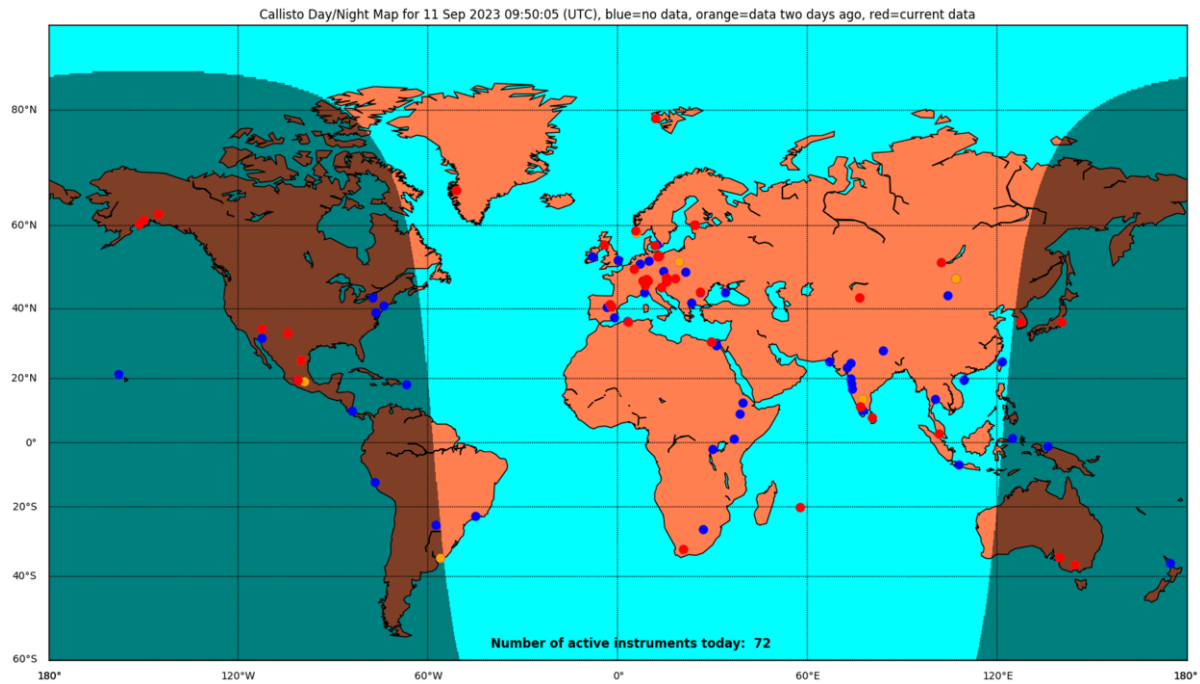 Callisto Day/Night Map for 11 Sep 2023 09:50:05 (UTC), blue=no data, orange=data two days ago, red=current data
80°N
60°N
40°N
20°N
0°
20°S
40°S
60°S
Number of active instruments today: 72
180° 120°W 60°W 0° 60°E 120°E 180°